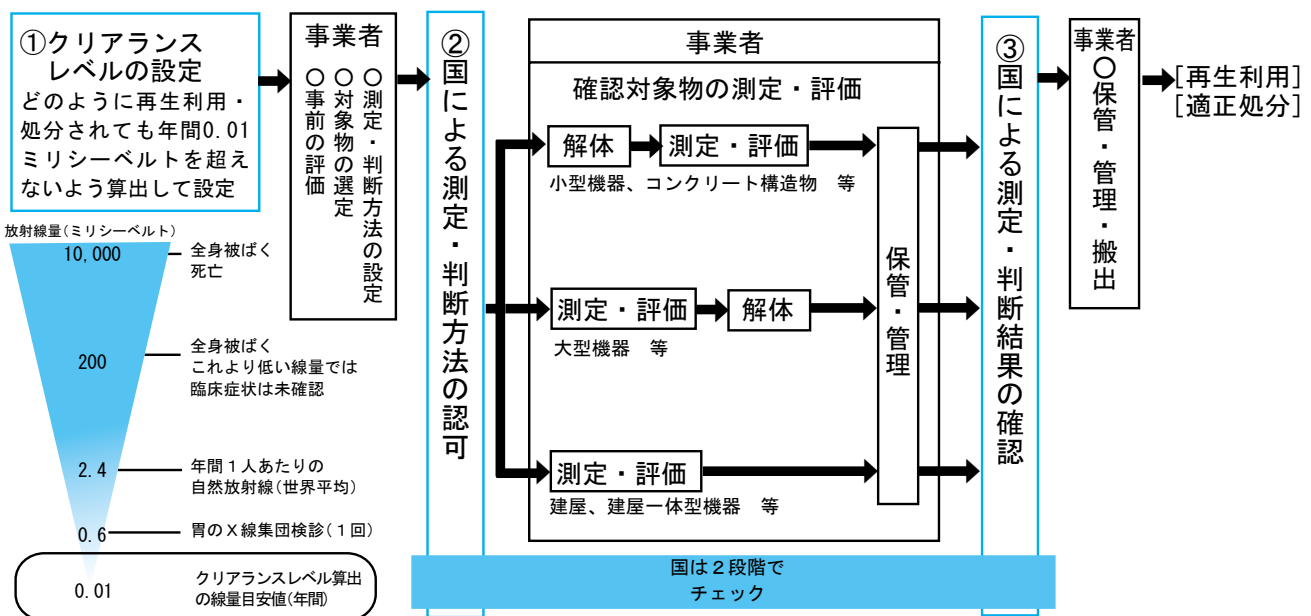 ①クリアランス
レベルの設定
どのように再生利用・
処分されても年間0.01
ミリシーベルトを超え
ないよう算出して設定
放射線量(ミリシーベルト)
10,000
全身被ばく
死亡
200
全身被ばく
これより低い線量では
臨床症状は未確認
2.4
年間１人あたりの
自然放射線(世界平均)
0.6
胃のＸ線集団検診(１回)
0.01
クリアランスレベル算出
の線量目安値(年間)
事業者
○測定・判断方法の設定
○対象物の選定
○事前の評価
②国による測定・判断方法の認可
事業者
確認対象物の測定・評価
解体
測定・評価
小型機器、コンクリート構造物　等
測定・評価
解体
大型機器　等
測定・評価
建屋、建屋一体型機器　等
保管・管理
③国による測定・判断結果の確認
国は２段階で
チェック
事業者
○保管・管理・搬出
[再生利用]
[適正処分]